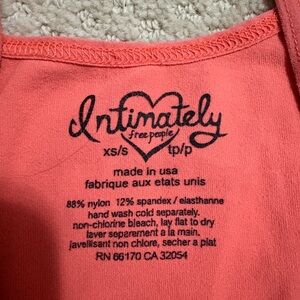 Intimately
free people
xs/s tp/p
made in usa
fabrique aux etats unis
88% nylon 12% spandex / elasthanne
hand wash cold separately.
non-chlorine bleach, lay flat to dry
laver separement a la main,
javellisant non chlore, secher a plat
RN 66170 CA 32054